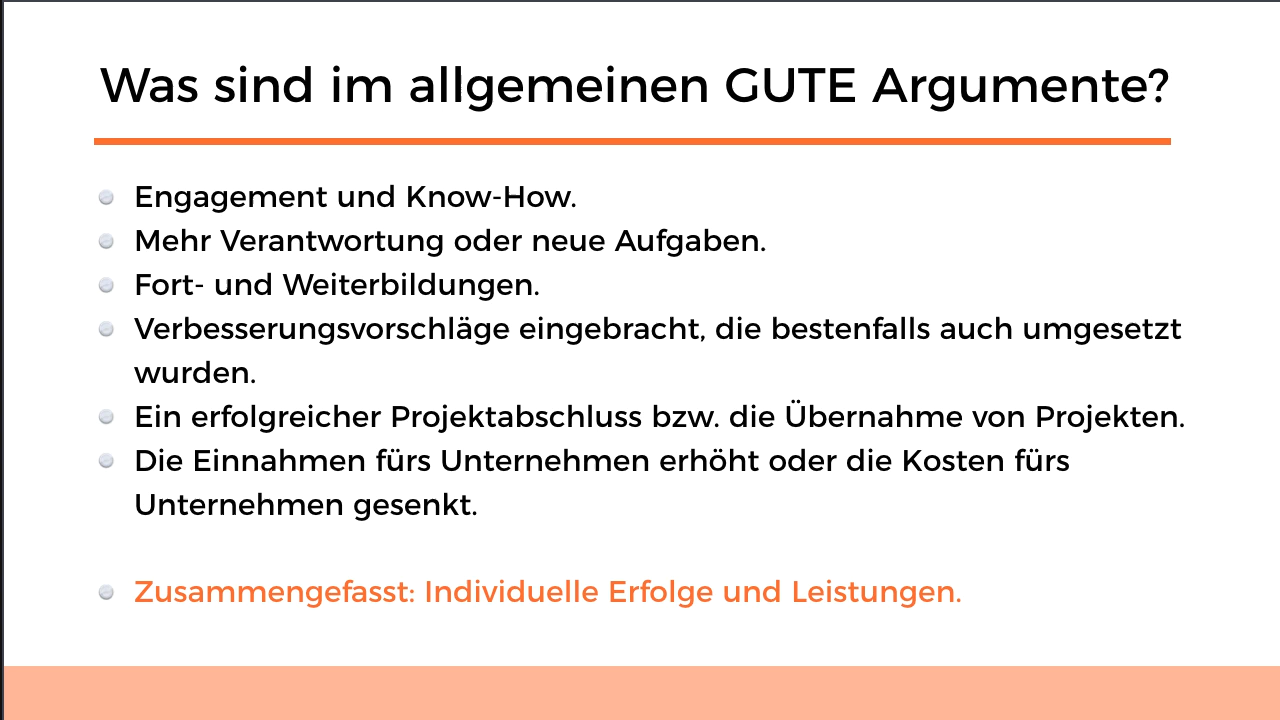 Was sind im allgemeinen GUTE Argumente?
Engagement und Know-How.
Mehr Verantwortung oder neue Aufgaben.
Fort- und Weiterbildungen.
Verbesserungsvorschläge eingebracht, die bestenfalls auch umgesetzt
wurden.
Ein erfolgreicher Projektabschluss bzw. die Übernahme von Projekten.
Die Einnahmen fürs Unternehmen erhöht oder die Kosten fürs
Unternehmen gesenkt.
Zusammengefasst: Individuelle Erfolge und Leistungen.